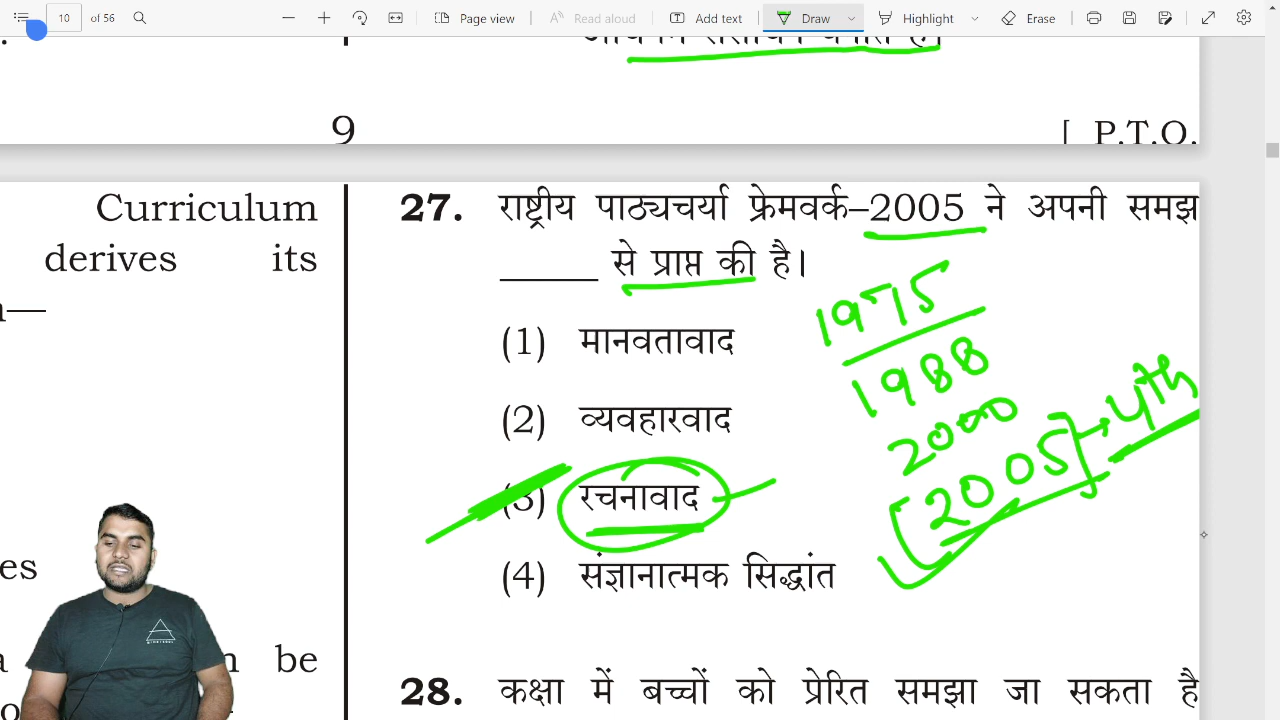 10 of 56
Page view
Read aloud
Add text
Draw
Highlight
Erase
9
[ P.T.O.
Curriculum
derives its
27. राष्ट्रीय पाठ्यचर्या फ्रेमवर्क–2005 ने अपनी समझ
_____ से प्राप्त की है।
(1) मानवतावाद
(2) व्यवहारवाद
(3) रचनावाद
(4) संज्ञानात्मक सिद्धांत
1975
1988
2000
[2005] → 4th
be
28. कक्षा में बच्चों को प्रेरित समझा जा सकता है